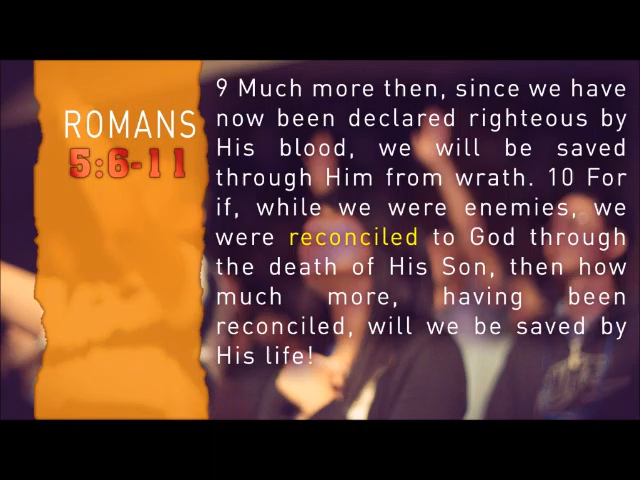 ROMANS
5:6-11
9 Much more then, since we have
now been declared righteous by
His blood, we will be saved
through Him from wrath. 10 For
if, while we were enemies, we
were reconciled to God through
the death of His Son, then how
much more, having been
reconciled, will we be saved by
His life!